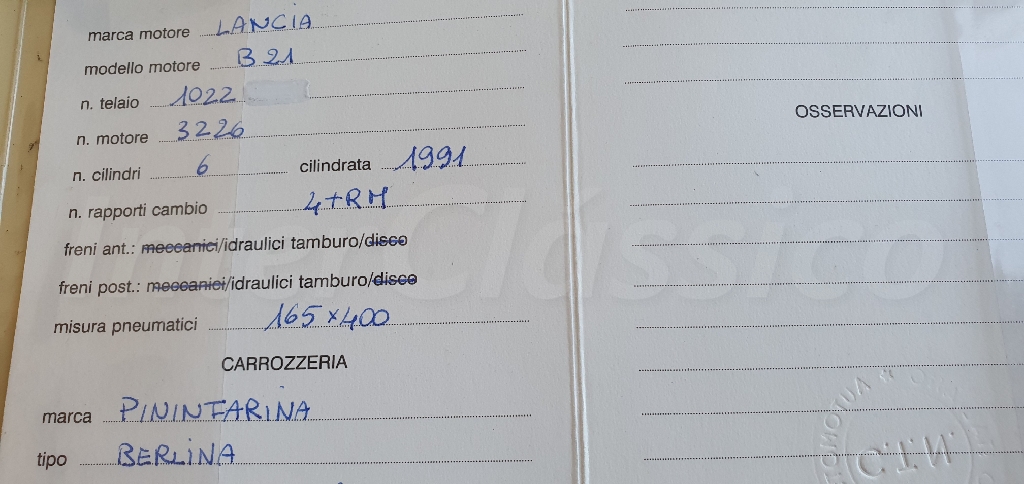 marca motore LANCIA
modello motore B21
n. telaio 1022
n. motore 3226
n. cilindri 6 cilindrata 1991
n. rapporti cambio 4+RM
freni ant.: meccanici/idraulici tamburo/disco
freni post.: meccanici/idraulici tamburo/disco
misura pneumatici 165x400
CARROZZERIA
marca PININFARINA
tipo BERLINA
OSSERVAZIONI
C.T.N.